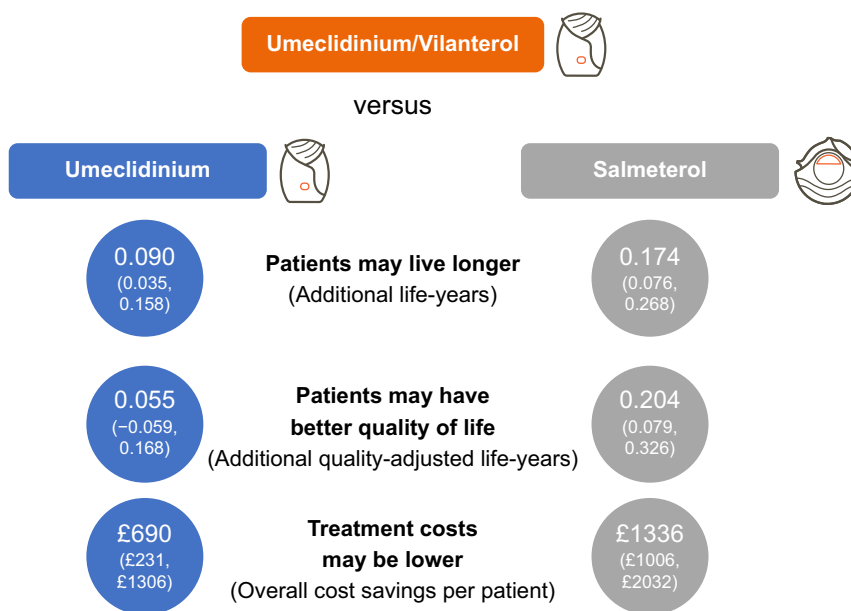 Umeclidinium/Vilanterol
versus
Umeclidinium
Salmeterol
0.090
(0.035,
0.158)
Patients may live longer
(Additional life-years)
0.174
(0.076,
0.268)
0.055
(−0.059,
0.168)
Patients may have
better quality of life
(Additional quality-adjusted life-years)
0.204
(0.079,
0.326)
£690
(£231,
£1306)
Treatment costs
may be lower
(Overall cost savings per patient)
£1336
(£1006,
£2032)